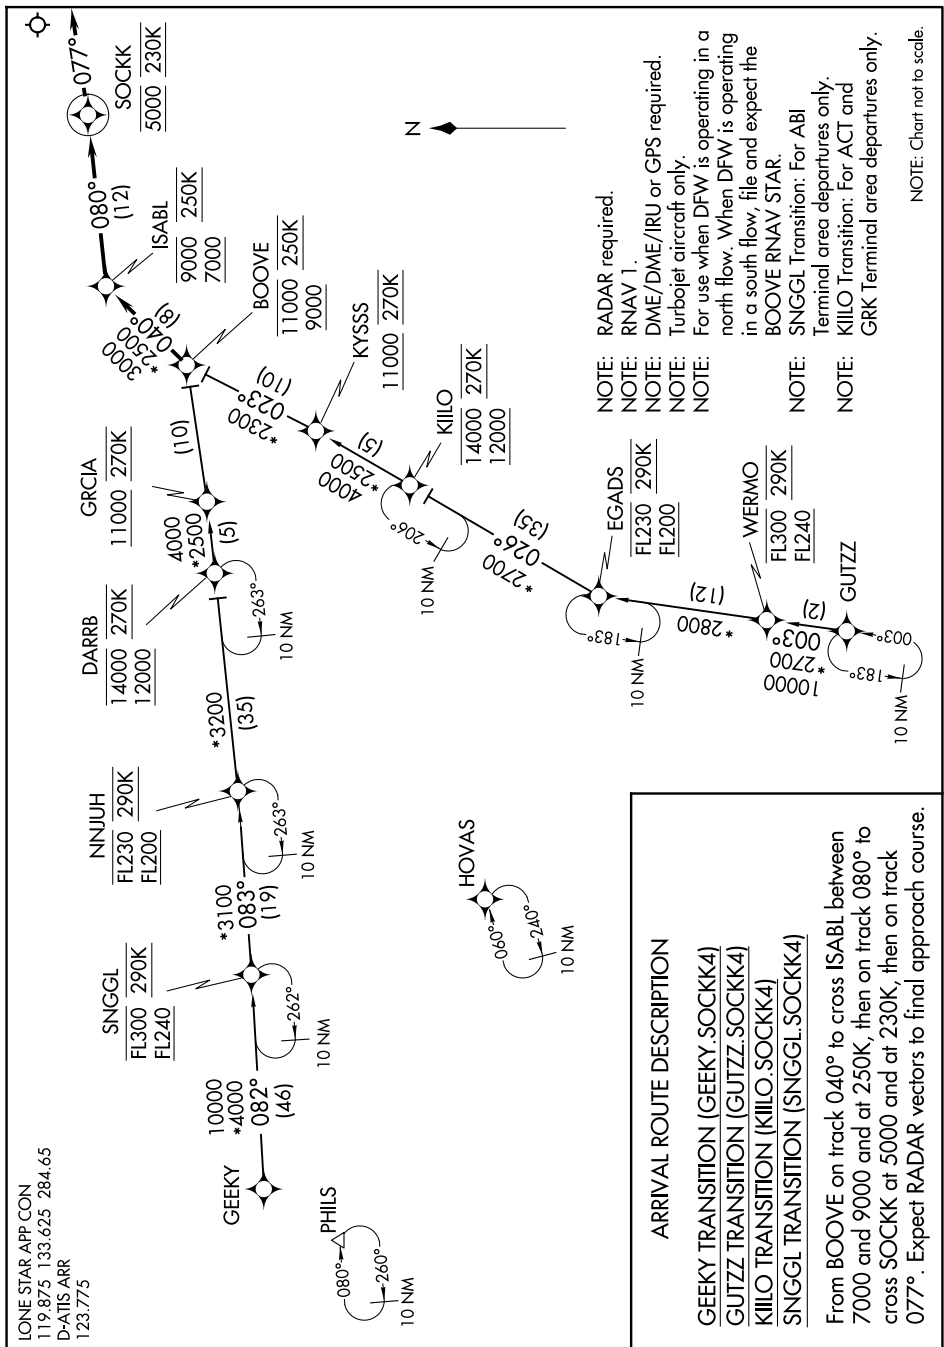 LONE STAR APP CON
119.875 133.625 284.65
D-ATIS ARR
123.775
SOCKK
5000 230K
077°
080°
(12)
ISABL
9000 250K
7000
3000
*2500
040°
(8)
BOOVE
11000 250K
9000
(10)
GRCIA
11000 270K
4000
*2500
(5)
DARRB
14000 270K
12000
263°
10 NM
*3200
(35)
NNJUH
FL230 290K
FL200
263°
10 NM
*3100
083°
(19)
SNGGL
FL300 290K
FL240
262°
10 NM
10000
*4000
082°
(46)
GEEKY
PHILS
080°
260°
10 NM
HOVAS
060°
240°
10 NM
*2300
023°
(10)
KYSSS
11000 270K
4000
*2500
(5)
KIILO
14000 270K
12000
206°
10 NM
*2700
026°
(35)
EGADS
FL230 290K
FL200
183°
10 NM
*2800
(12)
WERMO
FL300 290K
FL240
10000
*2700
003°
(2)
GUTZZ
003°
183°
10 NM
N
NOTE: RADAR required.
NOTE: RNAV 1.
NOTE: DME/DME/IRU or GPS required.
NOTE: Turbojet aircraft only.
NOTE: For use when DFW is operating in a
north flow. When DFW is operating
in a south flow, file and expect the
BOOVE RNAV STAR.
NOTE: SNGGL Transition: For ABI
Terminal area departures only.
NOTE: KIILO Transition: For ACT and
GRK Terminal area departures only.
NOTE: Chart not to scale.
ARRIVAL ROUTE DESCRIPTION
GEEKY TRANSITION (GEEKY.SOCKK4)
GUTZZ TRANSITION (GUTZZ.SOCKK4)
KIILO TRANSITION (KIILO.SOCKK4)
SNGGL TRANSITION (SNGGL.SOCKK4)
From BOOVE on track 040° to cross ISABL between
7000 and 9000 and at 250K, then on track 080° to
cross SOCKK at 5000 and at 230K, then on track
077°. Expect RADAR vectors to final approach course.